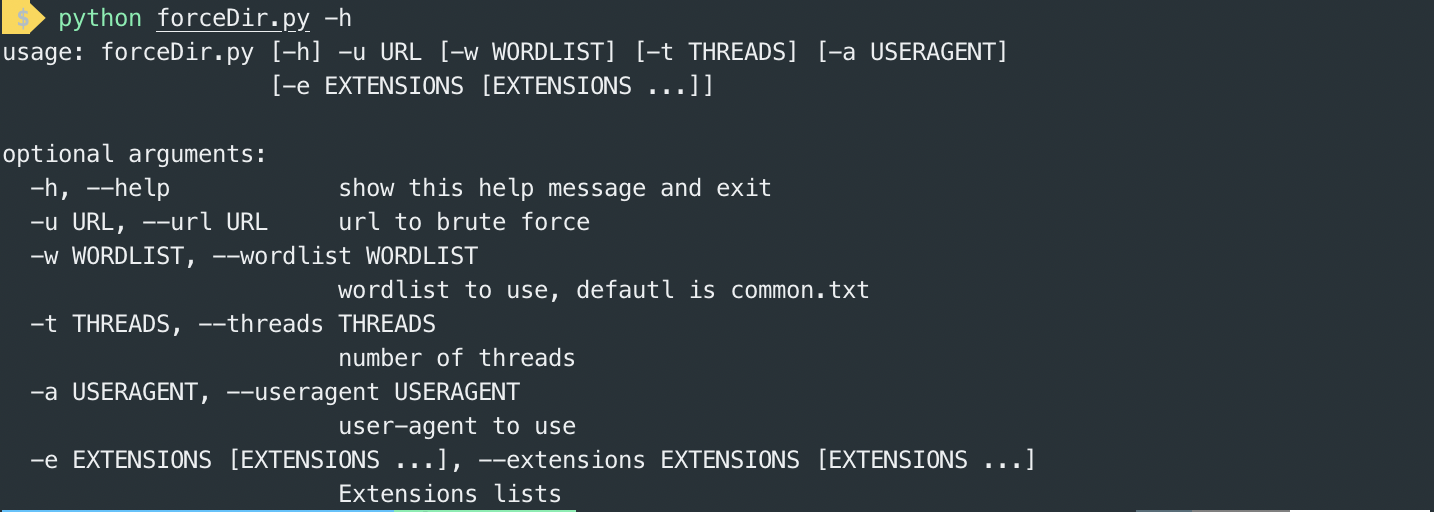 $ python forceDir.py -h
usage: forceDir.py [-h] -u URL [-w WORDLIST] [-t THREADS] [-a USERAGENT]
                   [-e EXTENSIONS [EXTENSIONS ...]]

optional arguments:
  -h, --help            show this help message and exit
  -u URL, --url URL     url to brute force
  -w WORDLIST, --wordlist WORDLIST
                        wordlist to use, defautl is common.txt
  -t THREADS, --threads THREADS
                        number of threads
  -a USERAGENT, --useragent USERAGENT
                        user-agent to use
  -e EXTENSIONS [EXTENSIONS ...], --extensions EXTENSIONS [EXTENSIONS ...]
                        Extensions lists